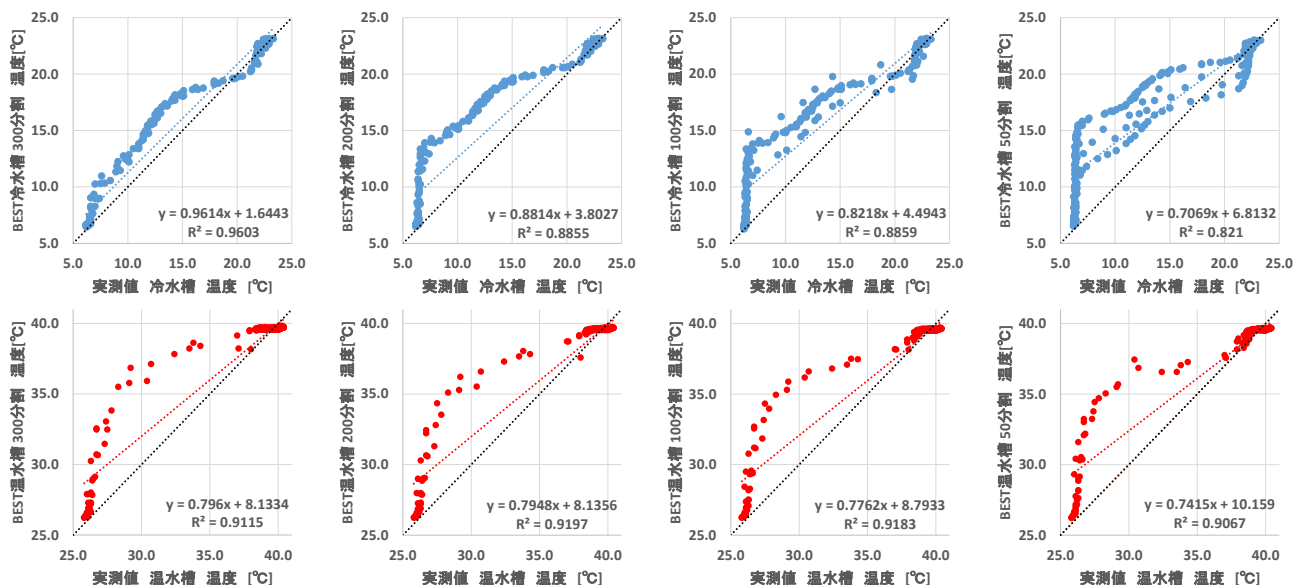 BEST冷水槽 300分割 温度[℃]
25.0
20.0
15.0
10.0
5.0
y = 0.9614x + 1.6443
R² = 0.9603
5.0 10.0 15.0 20.0 25.0
実測値 冷水槽 温度 [℃]
BEST冷水槽 200分割 温度[℃]
25.0
20.0
15.0
10.0
5.0
y = 0.8814x + 3.8027
R² = 0.8855
5.0 10.0 15.0 20.0 25.0
実測値 冷水槽 温度 [℃]
BEST冷水槽 100分割 温度[℃]
25.0
20.0
15.0
10.0
5.0
y = 0.8218x + 4.4943
R² = 0.8859
5.0 10.0 15.0 20.0 25.0
実測値 冷水槽 温度 [℃]
BEST冷水槽 50分割 温度[℃]
25.0
20.0
15.0
10.0
5.0
y = 0.7069x + 6.8132
R² = 0.821
5.0 10.0 15.0 20.0 25.0
実測値 冷水槽 温度 [℃]
BEST温水槽 300分割 温度[℃]
40.0
35.0
30.0
25.0
y = 0.796x + 8.1334
R² = 0.9115
25.0 30.0 35.0 40.0
実測値 温水槽 温度 [℃]
BEST温水槽 200分割 温度[℃]
40.0
35.0
30.0
25.0
y = 0.7948x + 8.1356
R² = 0.9197
25.0 30.0 35.0 40.0
実測値 温水槽 温度 [℃]
BEST温水槽 100分割 温度[℃]
40.0
35.0
30.0
25.0
y = 0.7762x + 8.7933
R² = 0.9183
25.0 30.0 35.0 40.0
実測値 温水槽 温度 [℃]
BEST温水槽 50分割 温度[℃]
40.0
35.0
30.0
25.0
y = 0.7415x + 10.159
R² = 0.9067
25.0 30.0 35.0 40.0
実測値 温水槽 温度 [℃]